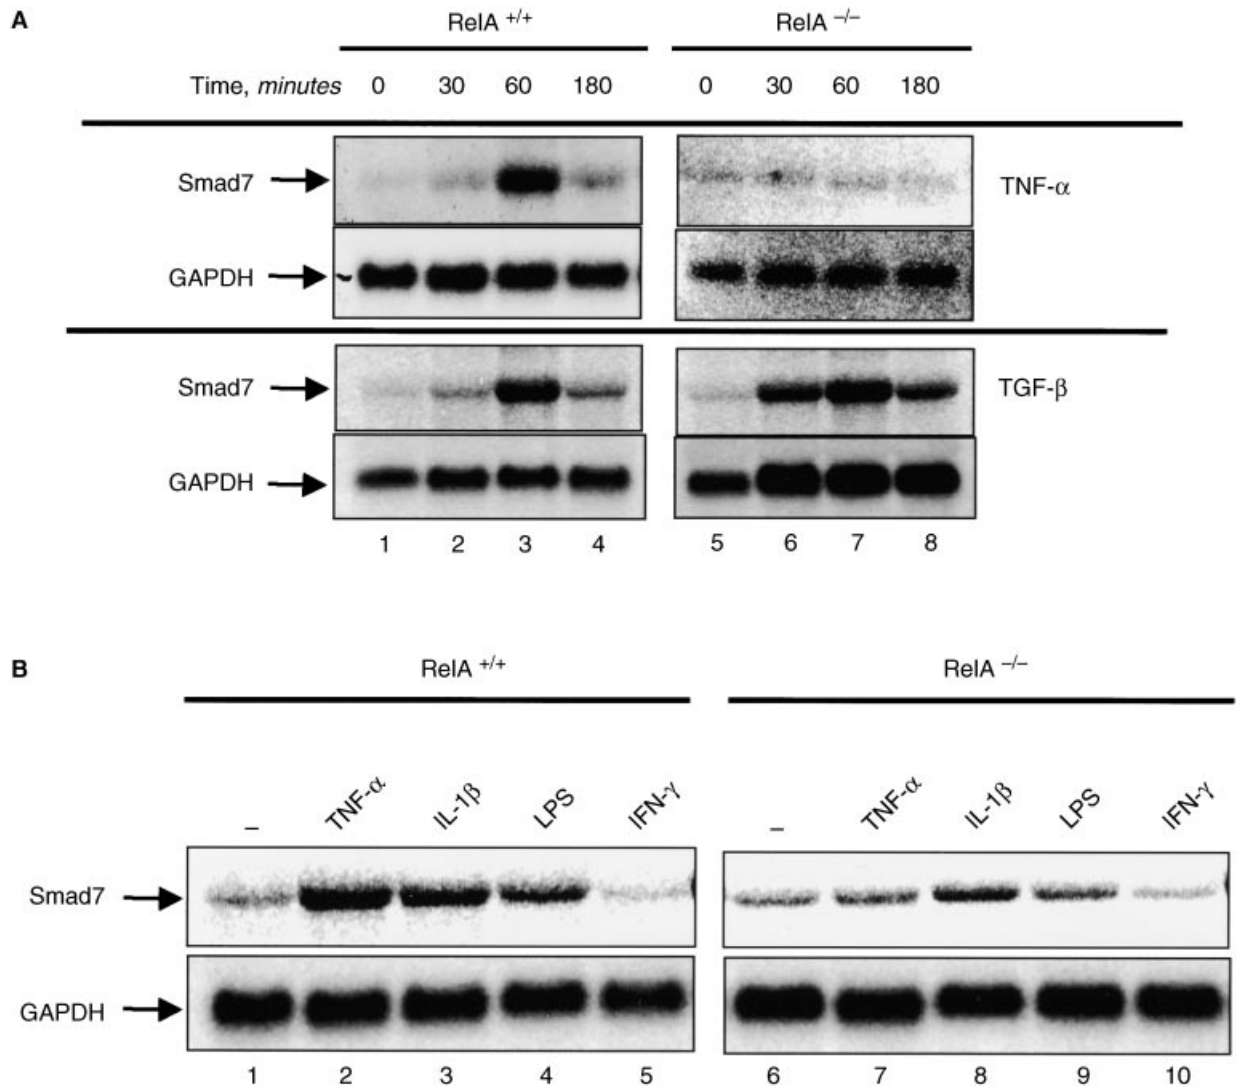 A
RelA +/+ RelA –/–
Time, minutes 0 30 60 180 0 30 60 180
Smad7 TNF-α
GAPDH
Smad7 TGF-β
GAPDH
1 2 3 4 5 6 7 8
B
RelA +/+ RelA –/–
– TNF-α IL-1β LPS IFN-γ – TNF-α IL-1β LPS IFN-γ
Smad7
GAPDH
1 2 3 4 5 6 7 8 9 10